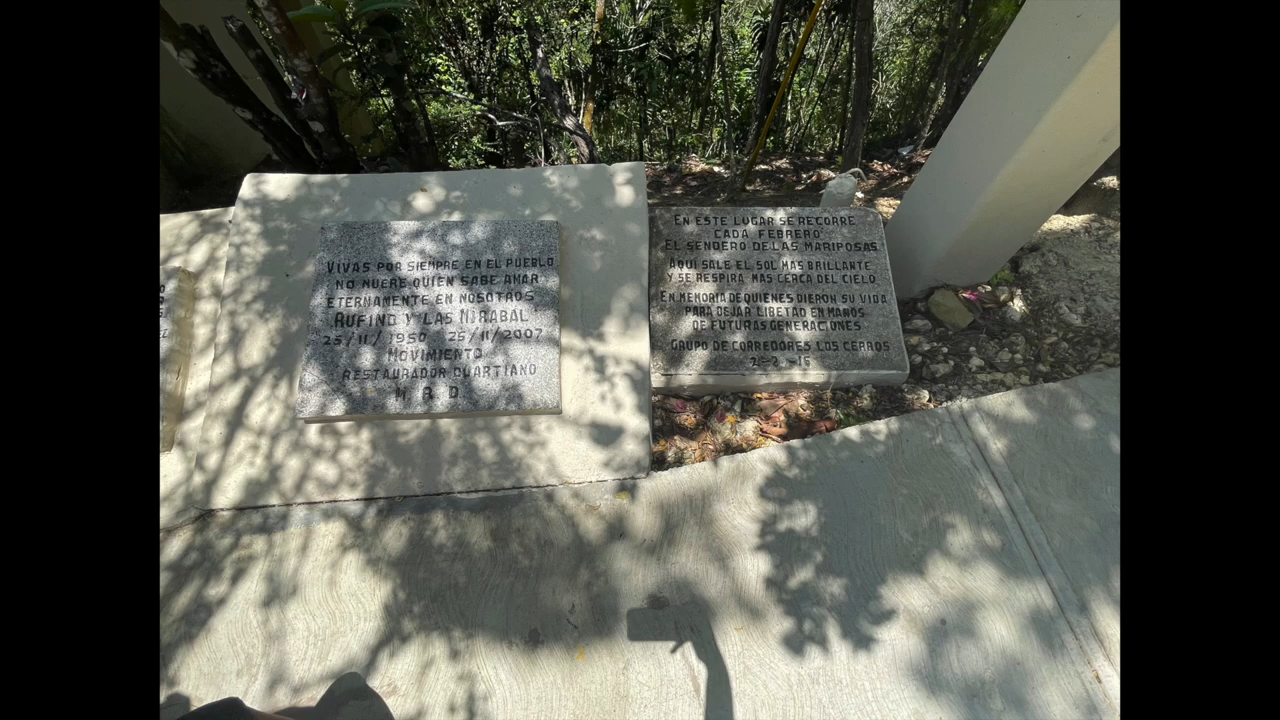 VIVAS POR SIEMPRE EN EL PUEBLO
NO MUERE QUIEN SABE AMAR
ETERNAMENTE EN NOSOTROS
RUFINO Y LAS MIRABAL
25/11/1960 - 25/11/2007
MOVIMIENTO
RESTAURADOR DUARTIANO
M R D
EN ESTE LUGAR SE RECORRE
CADA FEBRERO
EL SENDERO DE LAS MARIPOSAS
AQUI SALE EL SOL MAS BRILLANTE
Y SE RESPIRA MAS CERCA DEL CIELO
EN MEMORIA DE QUIENES DIERON SU VIDA
PARA DEJAR LIBETAD EN MANOS
DE FUTURAS GENERACIONES
GRUPO DE CORREDORES LOS CERROS